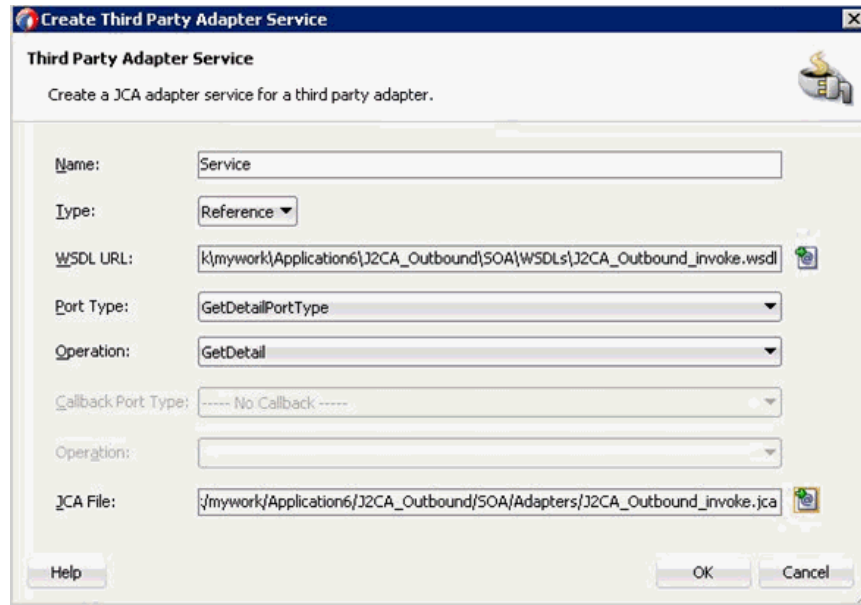 Create Third Party Adapter Service
Third Party Adapter Service
Create a JCA adapter service for a third party adapter.
Name: Service
Type: Reference
WSDL URL: k\mywork\Application6\J2CA_Outbound\SOA\WSDLs\J2CA_Outbound_invoke.wsdl
Port Type: GetDetailPortType
Operation: GetDetail
Callback Port Type: ----- No Callback -----
Operation:
JCA File: :/mywork/Application6/J2CA_Outbound/SOA/Adapters/J2CA_Outbound_invoke.jca
Help OK Cancel